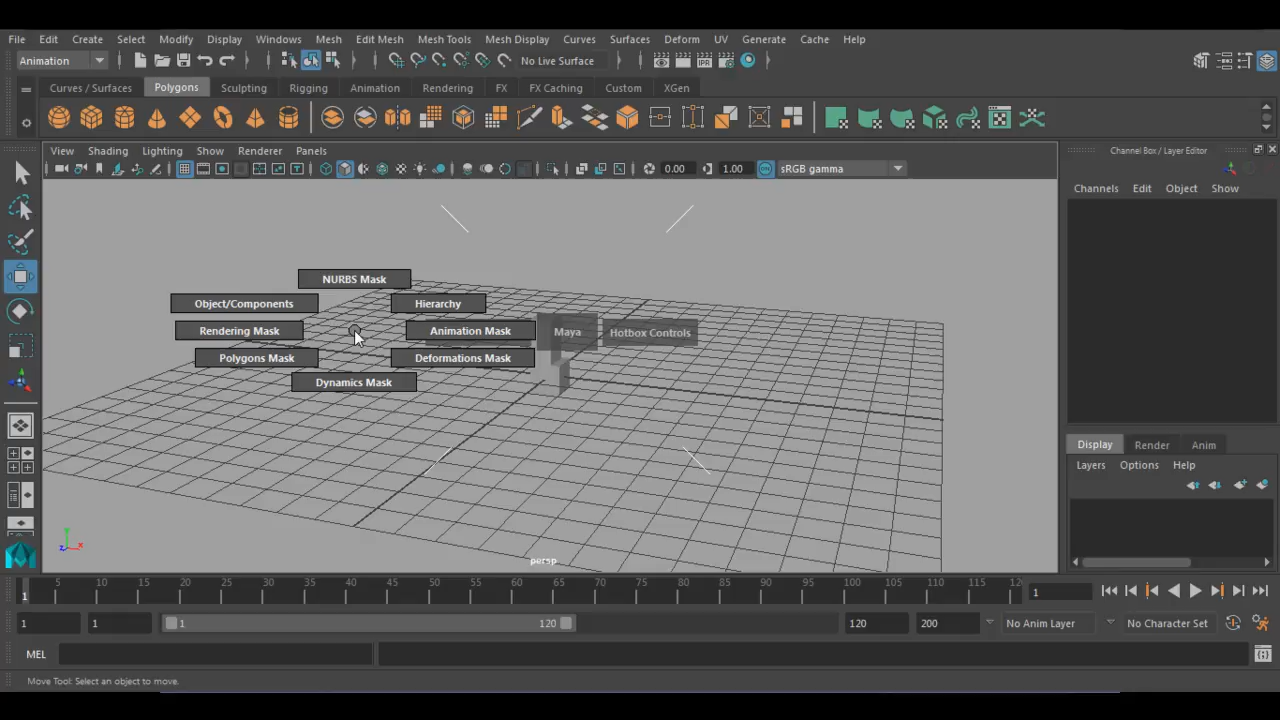 File Edit Create Select Modify Display Windows Mesh Edit Mesh Mesh Tools Mesh Display Curves Surfaces Deform UV Generate Cache Help
Animation No Live Surface IPR
Curves / Surfaces Polygons Sculpting Rigging Animation Rendering FX FX Caching Custom XGen
View Shading Lighting Show Renderer Panels
Channel Box / Layer Editor
0.00 1.00 sRGB gamma
Channels Edit Object Show
NURBS Mask
Object/Components Hierarchy
Rendering Mask Animation Mask Maya Hotbox Controls
Polygons Mask Deformations Mask
Dynamics Mask
Display Render Anim
Layers Options Help
y
z x
persp
1 5 10 15 20 25 30 35 40 45 50 55 60 65 70 75 80 85 90 95 100 105 110 115 12 1
1 1 1 120 120 200 No Anim Layer No Character Set
MEL
Move Tool: Select an object to move.